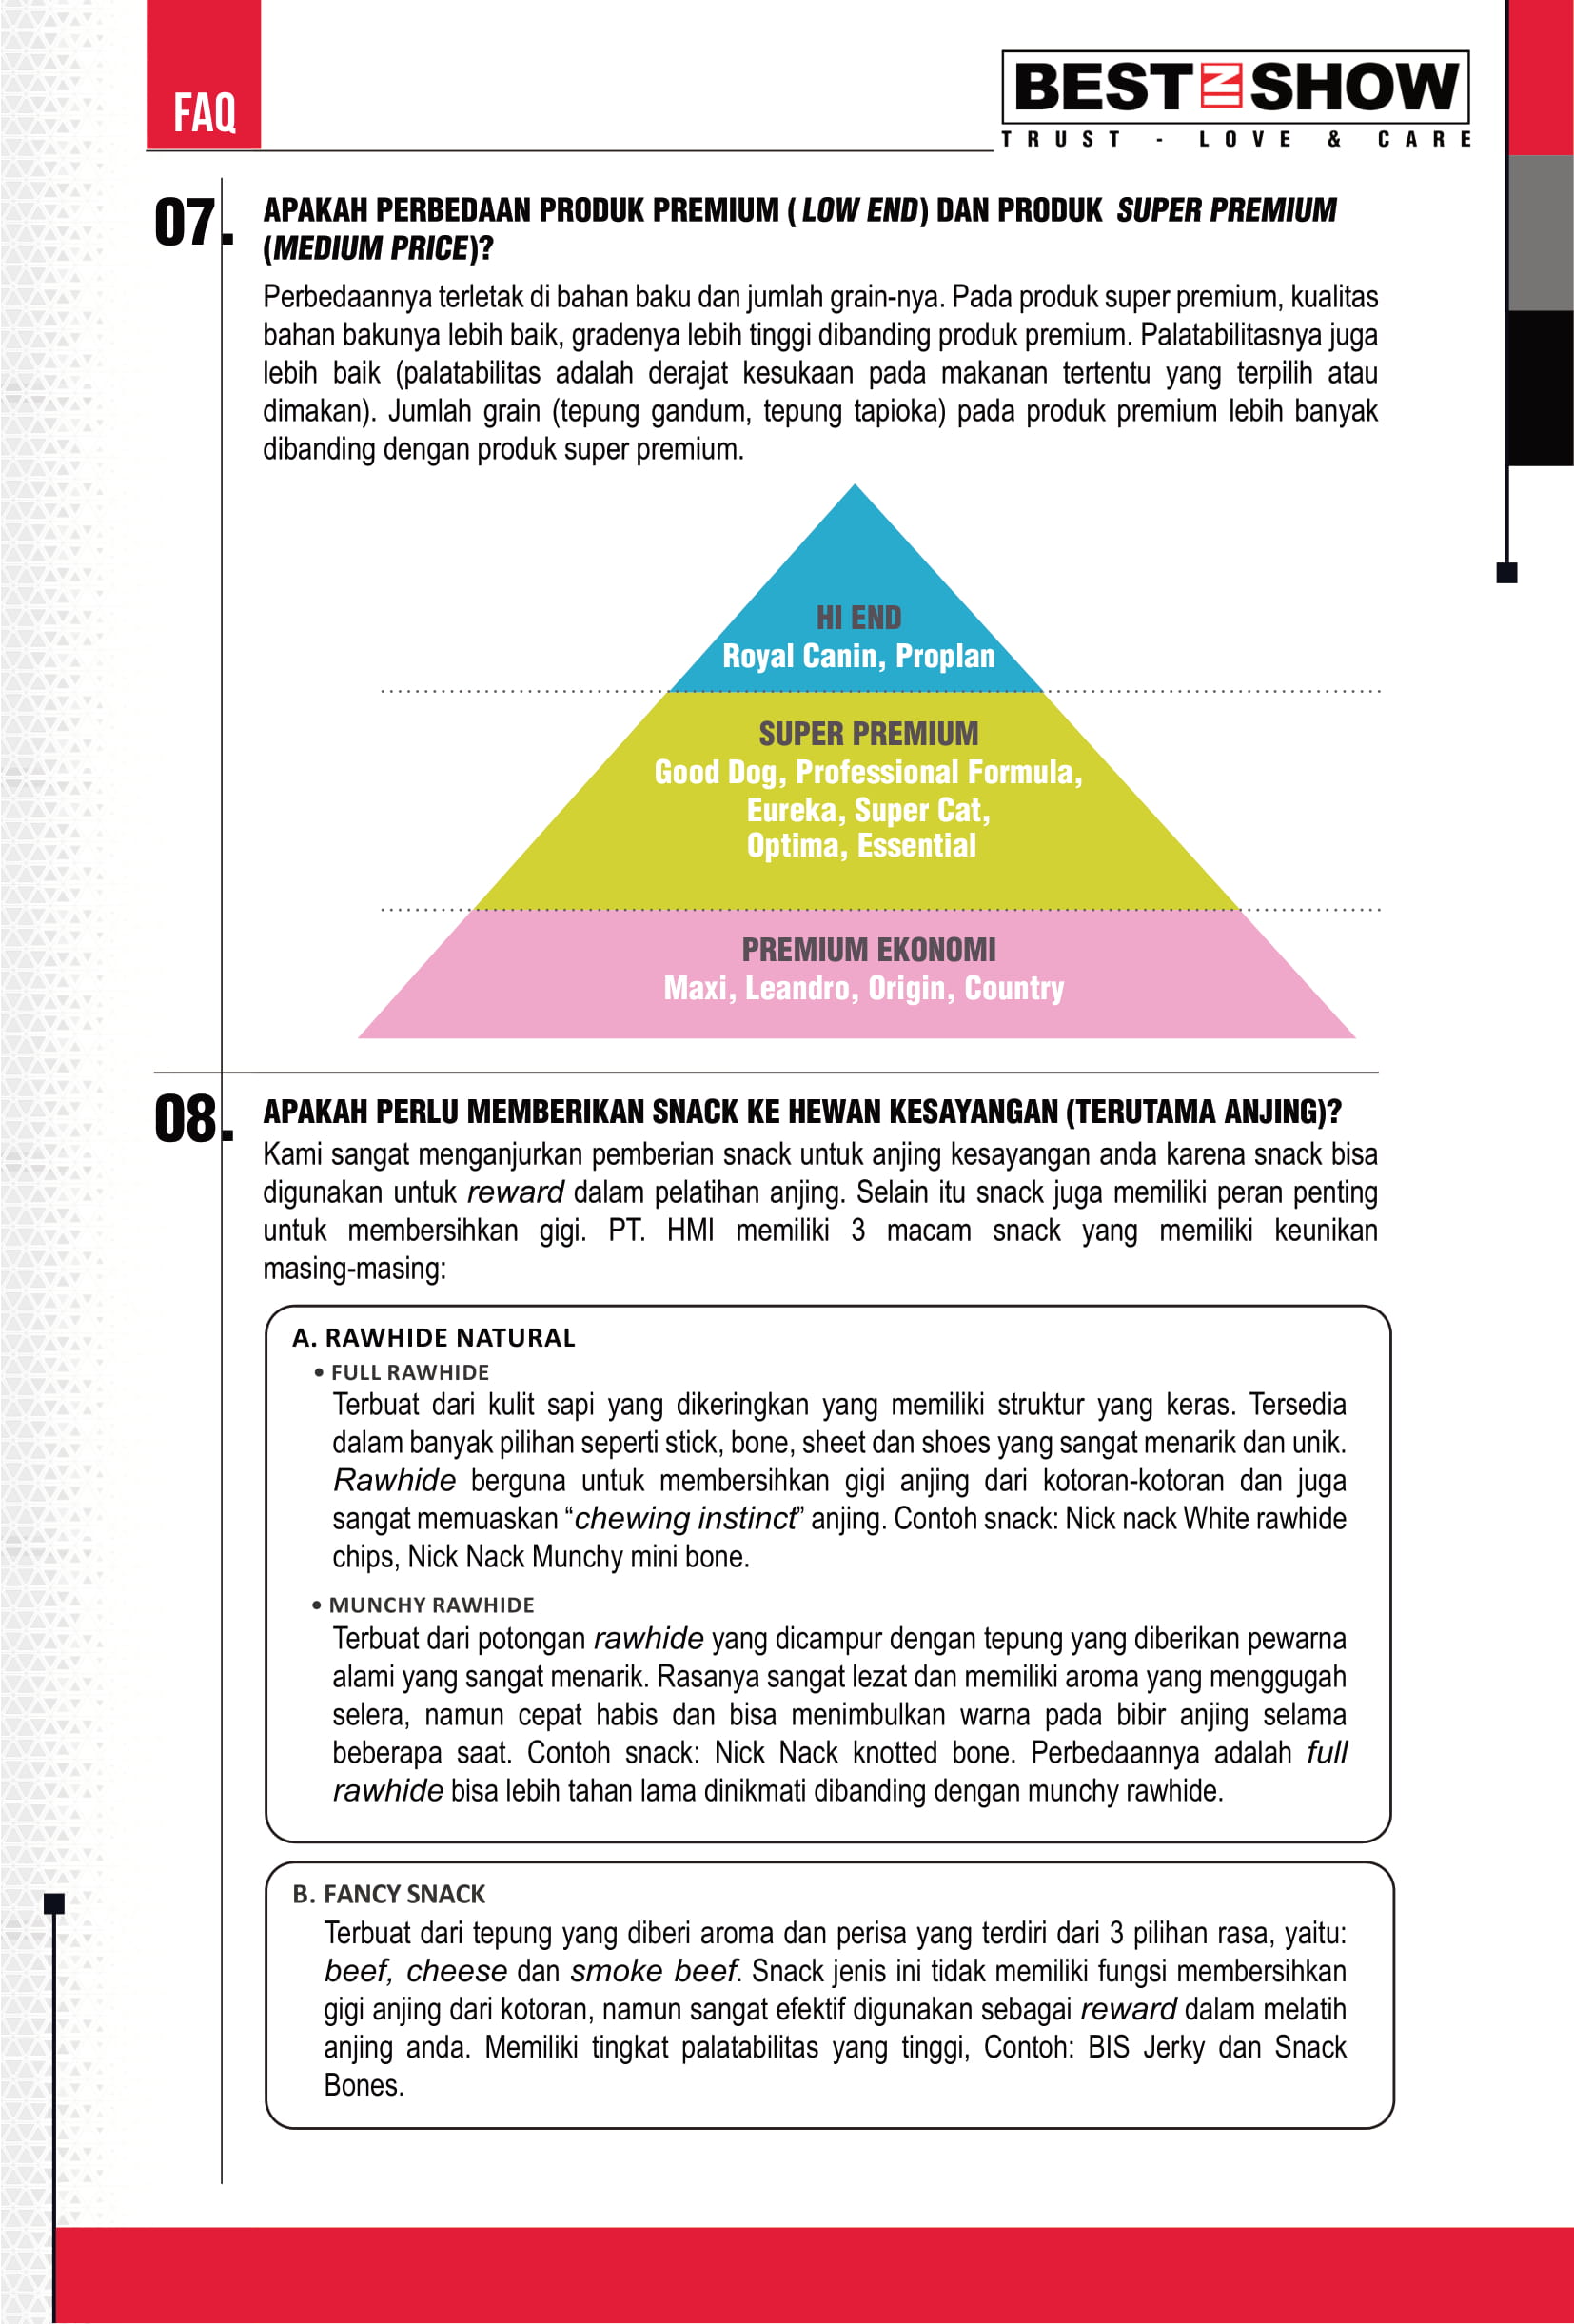 FAQ
BEST IN SHOW
TRUST - LOVE & CARE
07.
APAKAH PERBEDAAN PRODUK PREMIUM (LOW END) DAN PRODUK SUPER PREMIUM
(MEDIUM PRICE)?
Perbedaannya terletak di bahan baku dan jumlah grain-nya. Pada produk super premium, kualitas
bahan bakunya lebih baik, gradenya lebih tinggi dibanding produk premium. Palatabilitasnya juga
lebih baik (palatabilitas adalah derajat kesukaan pada makanan tertentu yang terpilih atau
dimakan). Jumlah grain (tepung gandum, tepung tapioka) pada produk premium lebih banyak
dibanding dengan produk super premium.
HI END
Royal Canin, Proplan
SUPER PREMIUM
Good Dog, Professional Formula,
Eureka, Super Cat,
Optima, Essential
PREMIUM EKONOMI
Maxi, Leandro, Origin, Country
08.
APAKAH PERLU MEMBERIKAN SNACK KE HEWAN KESAYANGAN (TERUTAMA ANJING)?
Kami sangat menganjurkan pemberian snack untuk anjing kesayangan anda karena snack bisa
digunakan untuk reward dalam pelatihan anjing. Selain itu snack juga memiliki peran penting
untuk membersihkan gigi. PT. HMI memiliki 3 macam snack yang memiliki keunikan
masing-masing:
A. RAWHIDE NATURAL
• FULL RAWHIDE
Terbuat dari kulit sapi yang dikeringkan yang memiliki struktur yang keras. Tersedia
dalam banyak pilihan seperti stick, bone, sheet dan shoes yang sangat menarik dan unik.
Rawhide berguna untuk membersihkan gigi anjing dari kotoran-kotoran dan juga
sangat memuaskan “chewing instinct” anjing. Contoh snack: Nick nack White rawhide
chips, Nick Nack Munchy mini bone.
• MUNCHY RAWHIDE
Terbuat dari potongan rawhide yang dicampur dengan tepung yang diberikan pewarna
alami yang sangat menarik. Rasanya sangat lezat dan memiliki aroma yang menggugah
selera, namun cepat habis dan bisa menimbulkan warna pada bibir anjing selama
beberapa saat. Contoh snack: Nick Nack knotted bone. Perbedaannya adalah full
rawhide bisa lebih tahan lama dinikmati dibanding dengan munchy rawhide.
B. FANCY SNACK
Terbuat dari tepung yang diberi aroma dan perisa yang terdiri dari 3 pilihan rasa, yaitu:
beef, cheese dan smoke beef. Snack jenis ini tidak memiliki fungsi membersihkan
gigi anjing dari kotoran, namun sangat efektif digunakan sebagai reward dalam melatih
anjing anda. Memiliki tingkat palatabilitas yang tinggi, Contoh: BIS Jerky dan Snack
Bones.